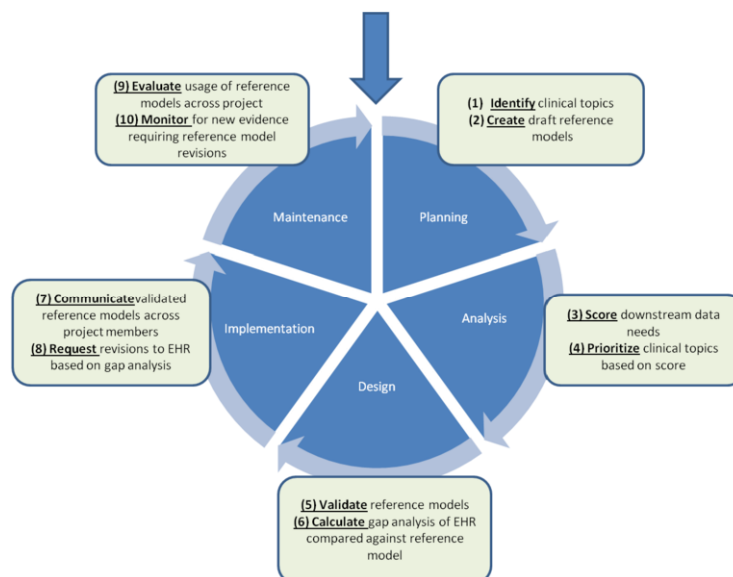 (1) Identify clinical topics
(2) Create draft reference
models
Planning
Analysis
(3) Score downstream data
needs
(4) Prioritize clinical topics
based on score
Design
(5) Validate reference models
(6) Calculate gap analysis of EHR
compared against reference
model
Implementation
(7) Communicatevalidated
reference models across
project members
(8) Request revisions to EHR
based on gap analysis
Maintenance
(9) Evaluate usage of reference
models across project
(10) Monitor for new evidence
requiring reference model
revisions